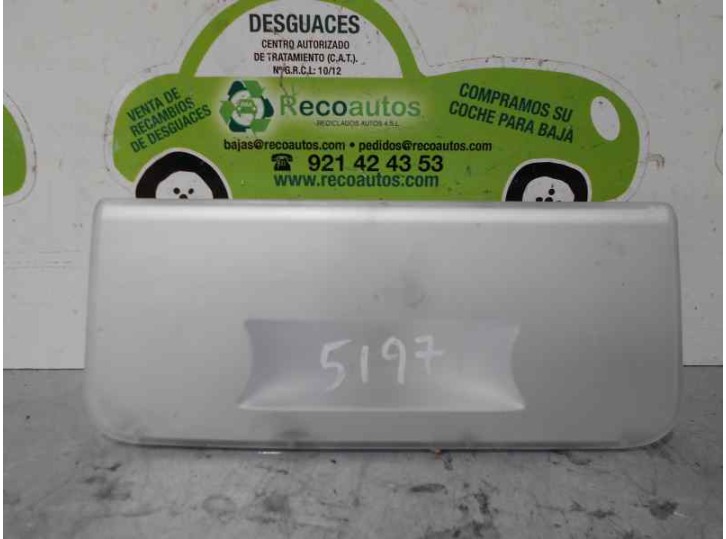 DESGUACES
CENTRO AUTORIZADO
DE TRATAMIENTO (C.A.T.).
NºG.R.C.L: 10/12
VENTA DE
RECAMBIOS
DE DESGUACES
Recoautos
RECICLADOS AUTOS 4 S.L.
COMPRAMOS SU
COCHE PARA BAJA
bajas@recoautos.com • pedidos@recoautos.com
☎ 921 42 43 53
www.recoautos.com
5197